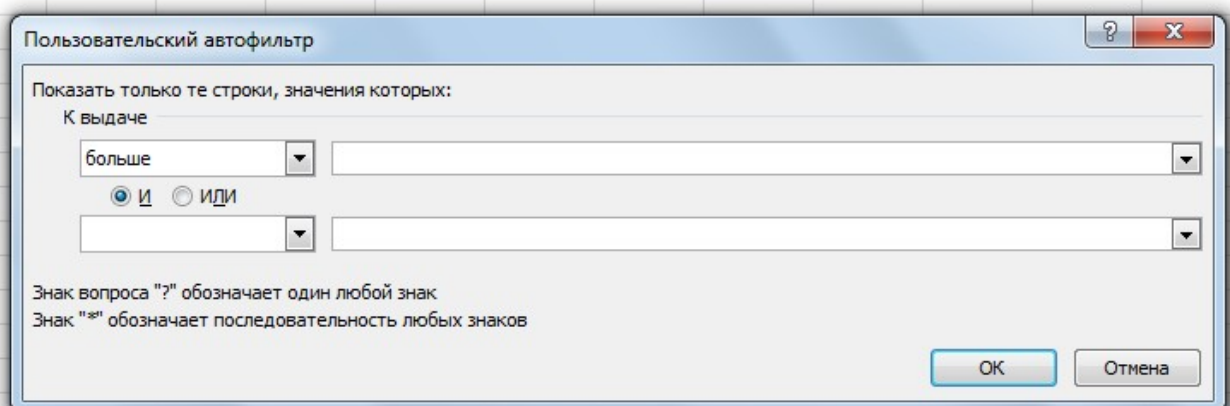 Пользовательский автофильтр
Показать только те строки, значения которых:
К выдаче
больше
И ИЛИ
Знак вопроса "?" обозначает один любой знак
Знак "*" обозначает последовательность любых знаков
ОК Отмена